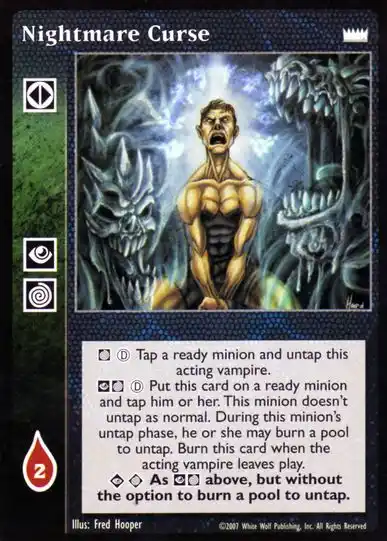 Nightmare Curse
Ⓓ Tap a ready minion and untap this
acting vampire.
Ⓓ Put this card on a ready minion
and tap him or her. This minion doesn't
untap as normal. During this minion's
untap phase, he or she may burn a pool
to untap. Burn this card when the
acting vampire leaves play.
As above, but without
the option to burn a pool to untap.
2
Illus: Fred Hooper
©2007 White Wolf Publishing, Inc. All Rights Reserved.